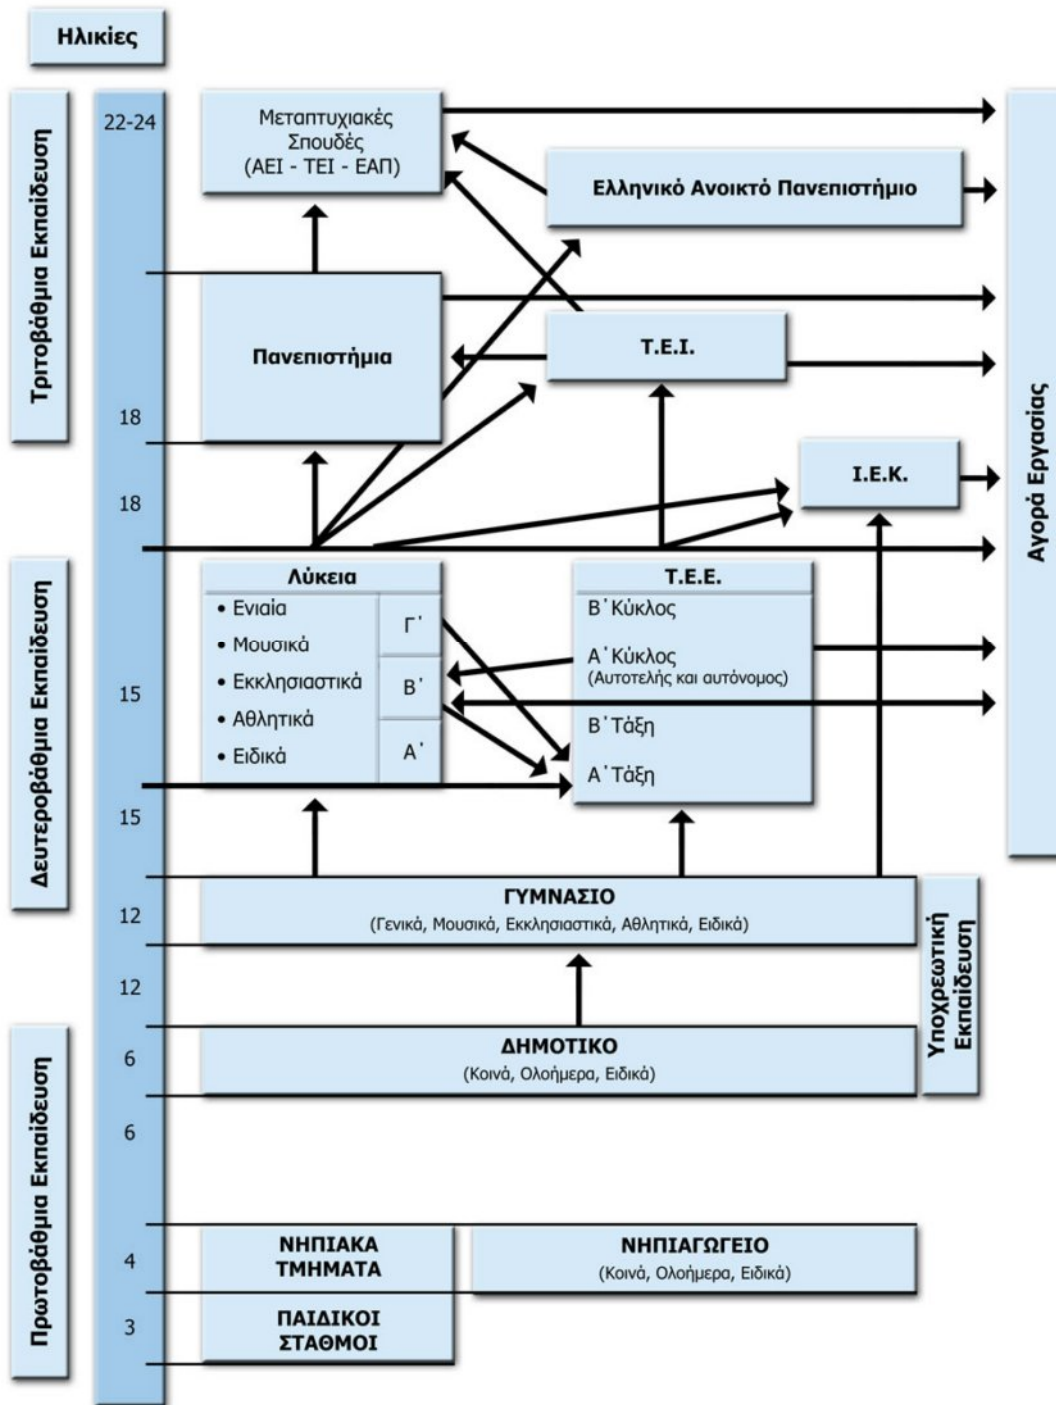 Ηλικίες
Τριτοβάθμια Εκπαίδευση
22-24
Μεταπτυχιακές
Σπουδές
(ΑΕΙ - ΤΕΙ - ΕΑΠ)
Ελληνικό Ανοικτό Πανεπιστήμιο
Πανεπιστήμια
Τ.Ε.Ι.
18
18
Ι.Ε.Κ.
Αγορά Εργασίας
Δευτεροβάθμια Εκπαίδευση
Λύκεια
• Ενιαία
• Μουσικά
• Εκκλησιαστικά
• Αθλητικά
• Ειδικά
Γ΄
Β΄
Α΄
Τ.Ε.Ε.
Β΄Κύκλος
Α΄Κύκλος
(Αυτοτελής και αυτόνομος)
Β΄Τάξη
Α΄Τάξη
15
15
12
ΓΥΜΝΑΣΙΟ
(Γενικά, Μουσικά, Εκκλησιαστικά, Αθλητικά, Ειδικά)
Υποχρεωτική
Εκπαίδευση
12
Πρωτοβάθμια Εκπαίδευση
6
ΔΗΜΟΤΙΚΟ
(Κοινά, Ολοήμερα, Ειδικά)
6
4
ΝΗΠΙΑΚΑ
ΤΜΗΜΑΤΑ
ΝΗΠΙΑΓΩΓΕΙΟ
(Κοινά, Ολοήμερα, Ειδικά)
3
ΠΑΙΔΙΚΟΙ
ΣΤΑΘΜΟΙ